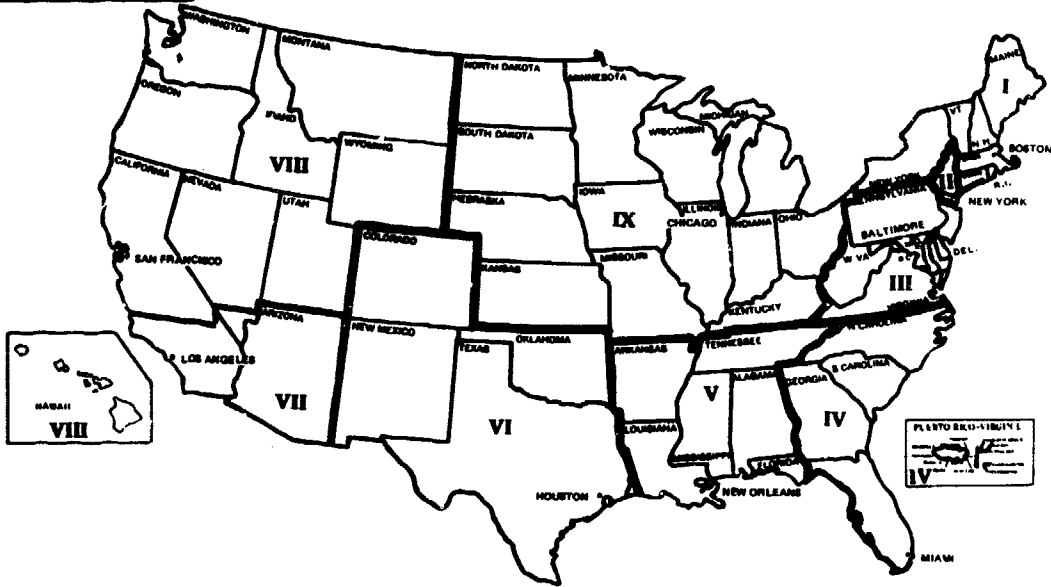 WASHINGTON
MONTANA
NORTH DAKOTA
MINNESOTA
MAINE
I
OREGON
IDAHO
MICHIGAN
WISCONSIN
VT
N H
BOSTON
SOUTH DAKOTA
WYOMING
VIII
CALIFORNIA
NEVADA
UTAH
NEBRASKA
IOWA
IX
ILLINOIS
CHICAGO
INDIANA
OHIO
NEW YORK
PENNSYLVANIA
II
R.I.
NEW YORK
BALTIMORE
COLORADO
SAN FRANCISCO
KANSAS
MISSOURI
W VA
DEL.
III
KENTUCKY
VIRGINIA
ARIZONA
NEW MEXICO
OKLAHOMA
TEXAS
ARKANSAS
TENNESSEE
N CAROLINA
LOS ANGELES
S CAROLINA
ALABAMA
GEORGIA
V
IV
VII
VI
HAWAII
VIII
LOUISIANA
MISSISSIPPI
FLORIDA
HOUSTON
NEW ORLEANS
MIAMI
IV